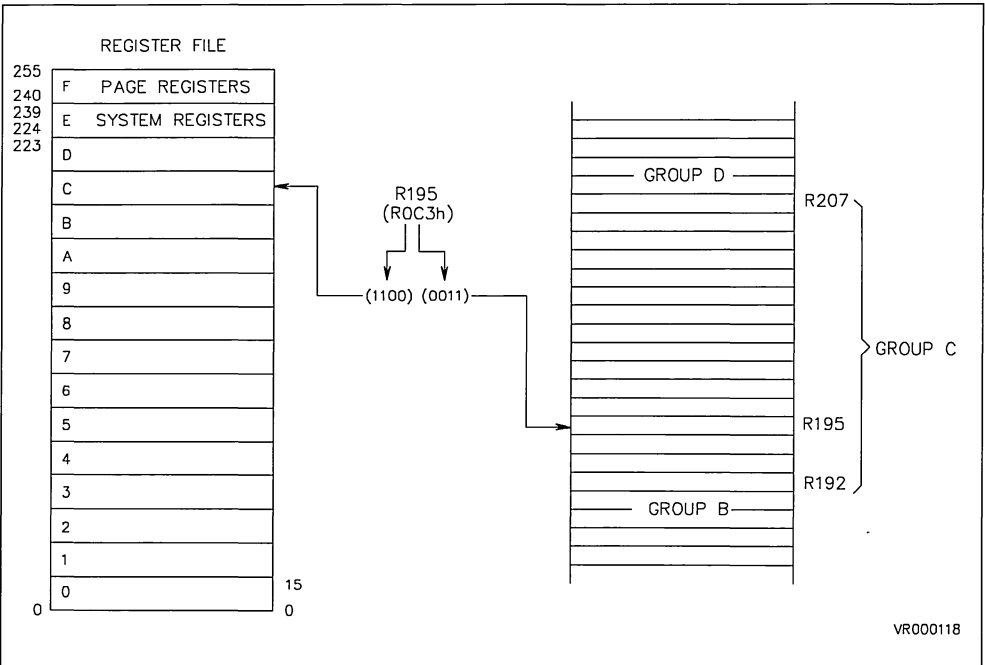 REGISTER FILE
255
240
239
224
223
F PAGE REGISTERS
E SYSTEM REGISTERS
D
C
B
A
9
8
7
6
5
4
3
2
1
0
15
0
0
R195
(R0C3h)
(1100) (0011)
GROUP D
R207
GROUP C
R195
R192
GROUP B
VR000118